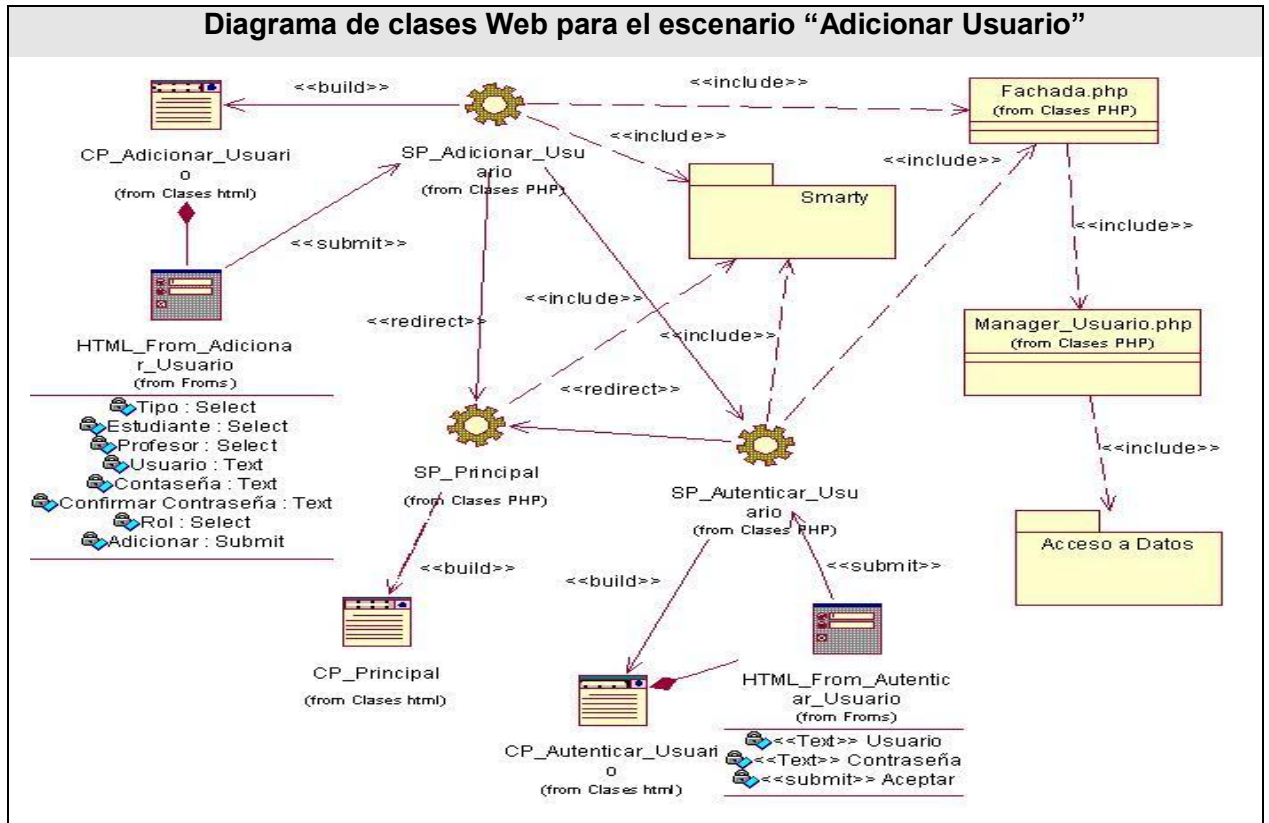 Diagrama de clases Web para el escenario “Adicionar Usuario”
<<build>>
<<include>>
Fachada.php
(from Clases PHP)
CP_Adicionar_Usuari
o
(from Clases html)
SP_Adicionar_Usu
ario
(from Clases PHP)
<<include>>
<<include>>
Smarty
<<submit>>
<<include>>
HTML_From_Adiciona
r_Usuario
(from Froms)
Tipo : Select
Estudiante : Select
Profesor : Select
Usuario : Text
Contaseña : Text
Confirmar Contraseña : Text
Rol : Select
Adicionar : Submit
<<include>>
<<redirect>>
<<include>>
<<redirect>>
Manager_Usuario.php
(from Clases PHP)
<<include>>
SP_Principal
(from Clases PHP)
SP_Autenticar_Usu
ario
(from Clases PHP)
Acceso a Datos
<<build>>
<<build>>
<<submit>>
CP_Principal
(from Clases html)
HTML_From_Autentic
ar_Usuario
(from Froms)
<<Text>> Usuario
<<Text>> Contraseña
<<submit>> Aceptar
CP_Autenticar_Usuari
o
(from Clases html)